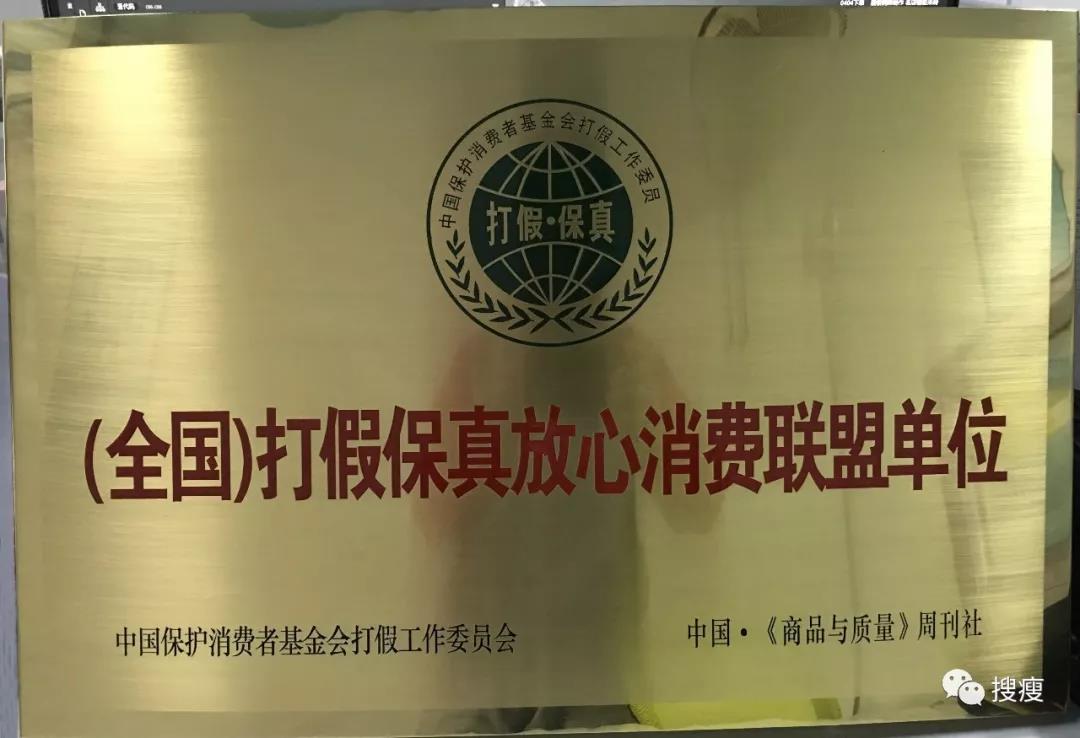 源代码
中国保护消费者基金会打假工作委员
打假·保真
(全国)打假保真放心消费联盟单位
中国保护消费者基金会打假工作委员会
中国·《商品与质量》周刊社
搜瘦